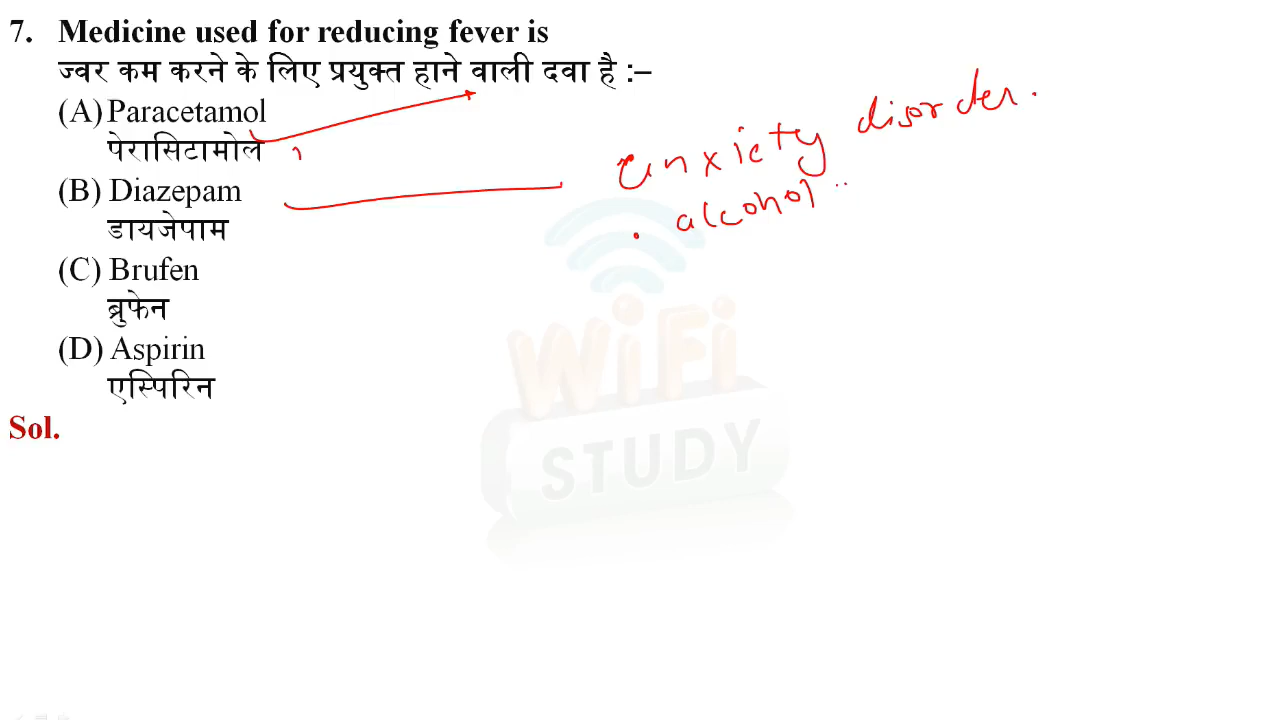 7. Medicine used for reducing fever is
ज्वर कम करने के लिए प्रयुक्त हाने वाली दवा है :–
(A) Paracetamol
पेरासिटामोल
(B) Diazepam
डायजेपाम
(C) Brufen
ब्रुफेन
(D) Aspirin
एस्पिरिन
Sol.
anxiety disorder.
. alcohol "
WiFi
STUDY